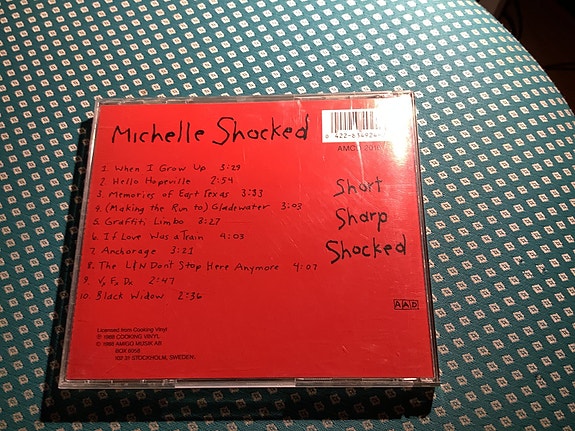 Michelle Shocked
AMCD 2018
1. When I Grow Up 3:29
2. Hello Hopeville 2:54
3. Memories of East Texas 3:33
4. (Making the Run to) Gladewater 3:03
5. Graffiti Limbo 3:27
6. If Love Was a Train 4:03
7. Anchorage 3:21
8. The L&N Don't Stop Here Anymore 4:07
9. V. F. D. 2:47
10. Black Widow 2:36
Short
Sharp
Shocked
AAD
Licensed from Cooking Vinyl
℗ 1988 COOKING VINYL
© 1988 AMIGO MUSIK AB
BOX 6058
STOCKHOLM, SWEDEN.